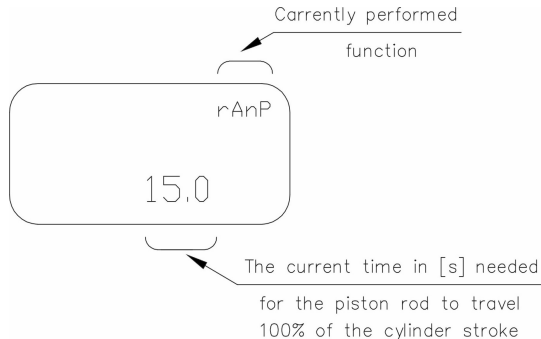 Carrently performed
function
rAnP
15.0
The current time in [s] needed
for the piston rod to travel
100% of the cylinder stroke